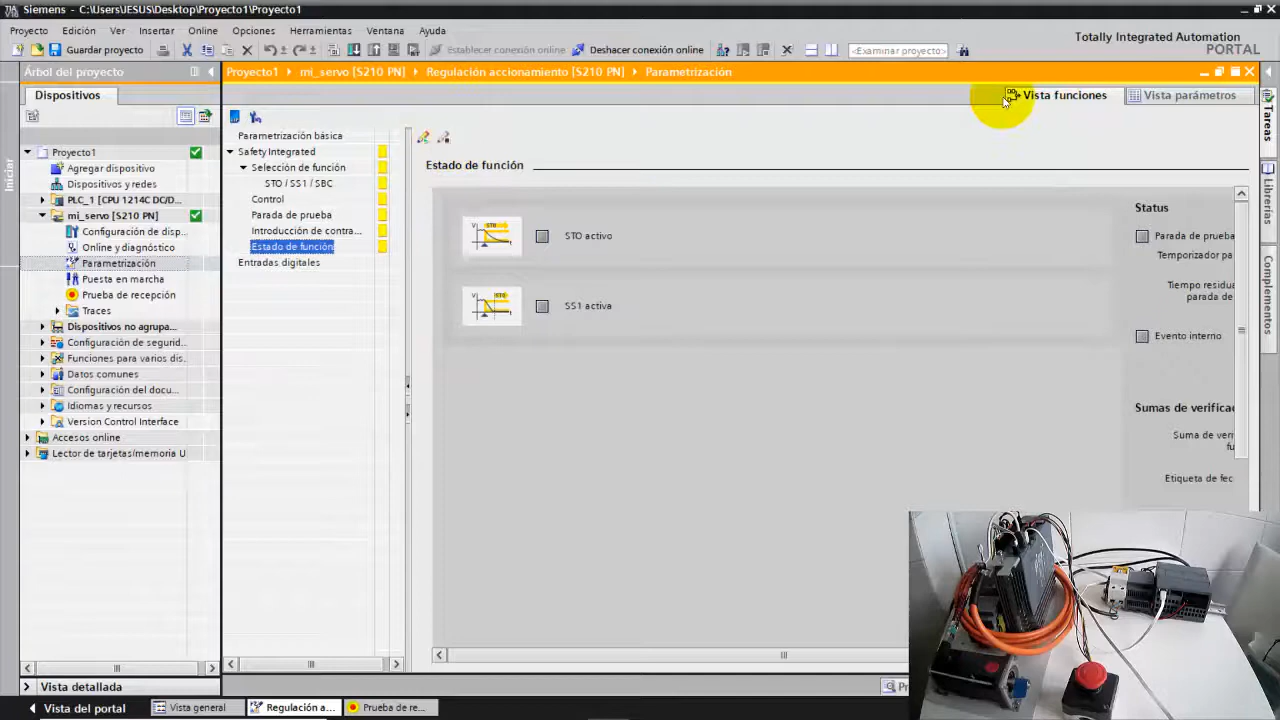 Siemens - C:\Users\JESUS\Desktop\Proyecto1\Proyecto1
Proyecto Edición Ver Insertar Online Opciones Herramientas Ventana Ayuda
Totally Integrated Automation
PORTAL
Guardar proyecto Establecer conexión online Deshacer conexión online <Examinar proyecto>
Árbol del proyecto
Proyecto1 mi_servo [S210 PN] Regulación accionamiento [S210 PN] Parametrización
Dispositivos
Vista funciones Vista parámetros
Iniciar
Proyecto1
Agregar dispositivo
Dispositivos y redes
PLC_1 [CPU 1214C DC/D...
mi_servo [S210 PN]
Configuración de disp...
Online y diagnóstico
Parametrización
Puesta en marcha
Prueba de recepción
Traces
Dispositivos no agrupa...
Configuración de segurid...
Funciones para varios dis...
Datos comunes
Configuración del docu...
Idiomas y recursos
Version Control Interface
Accesos online
Lector de tarjetas/memoria U
Parametrización básica
Safety Integrated
Selección de función
STO / SS1 / SBC
Control
Parada de prueba
Introducción de contra...
Estado de función
Entradas digitales
Estado de función
STO activo
SS1 activa
Status
Parada de prueba
Temporizador pa
Tiempo residua
parada de
Evento interno
Sumas de verificac
Suma de veri
fu
Etiqueta de fec
Tareas
Librerías
Complementos
Vista detallada
Pr
Vista del portal Vista general Regulación a... Prueba de re...